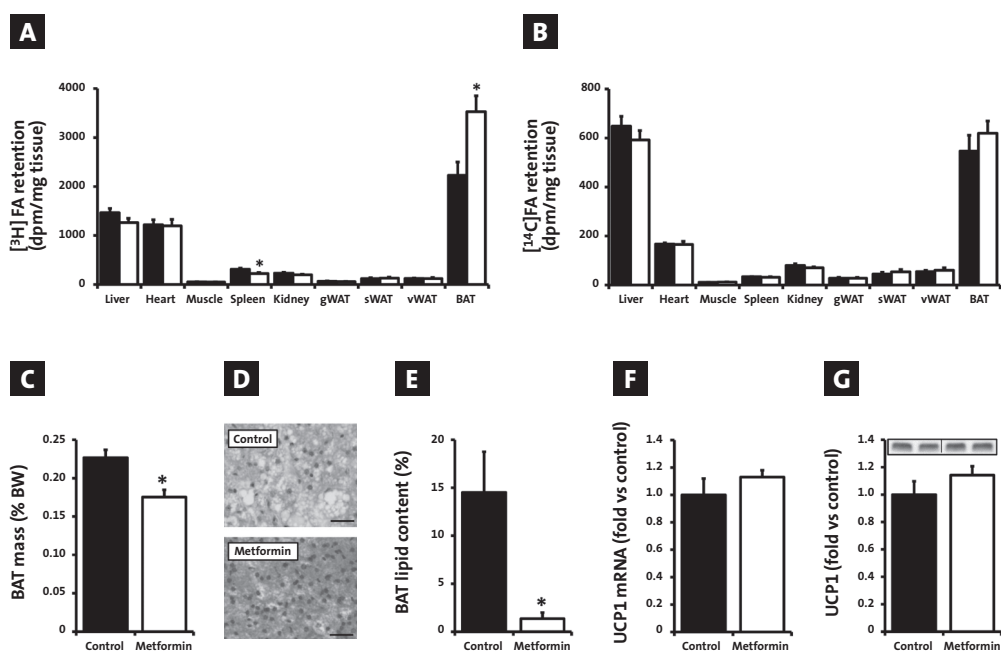 A
[³H] FA retention
(dpm/mg tissue)
4000
3000
2000
1000
0
*
*
Liver Heart Muscle Spleen Kidney gWAT sWAT vWAT BAT
B
[¹⁴C]FA retention
(dpm/mg tissue)
800
600
400
200
0
Liver Heart Muscle Spleen Kidney gWAT sWAT vWAT BAT
C
BAT mass (% BW)
0.25
0.20
0.15
0.10
0.05
0
*
Control Metformin
D
Control
Metformin
E
BAT lipid content (%)
20
15
10
5
0
*
Control Metformin
F
UCP1 mRNA (fold vs control)
1.4
1.2
1.0
0.8
0.6
0.4
0.2
0
Control Metformin
G
UCP1 (fold vs control)
1.4
1.2
1.0
0.8
0.6
0.4
0.2
0
Control Metformin